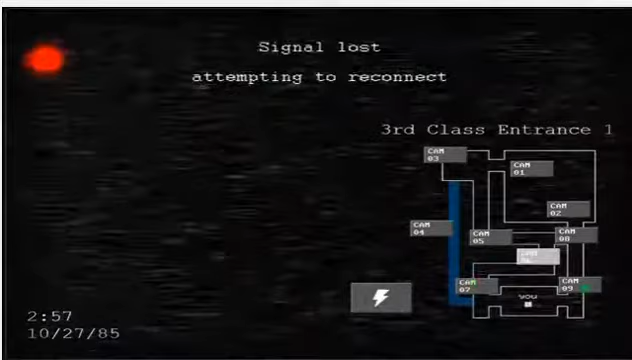 Signal lost
attempting to reconnect
3rd Class Entrance 1
CAM
03
CAM
01
CAM
02
CAM
04
CAM
05
CAM
08
CAM
CAM
07
CAM
09
YOU
2:57
10/27/85